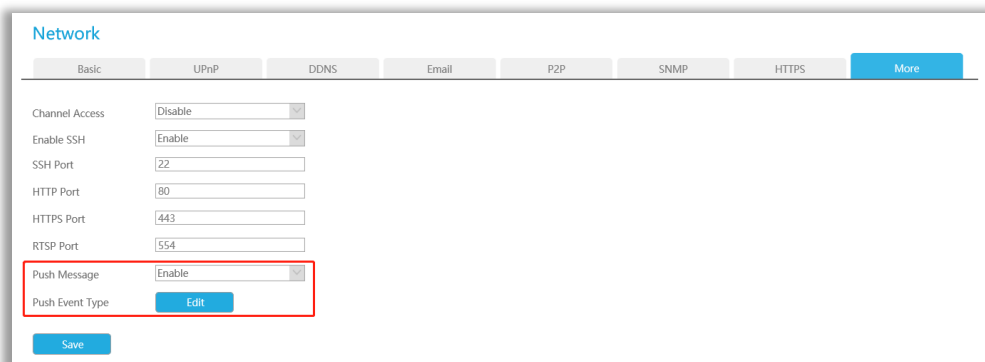 Network
Basic UPnP DDNS Email P2P SNMP HTTPS More
Channel Access Disable
Enable SSH Enable
SSH Port 22
HTTP Port 80
HTTPS Port 443
RTSP Port 554
Push Message Enable
Push Event Type Edit
Save